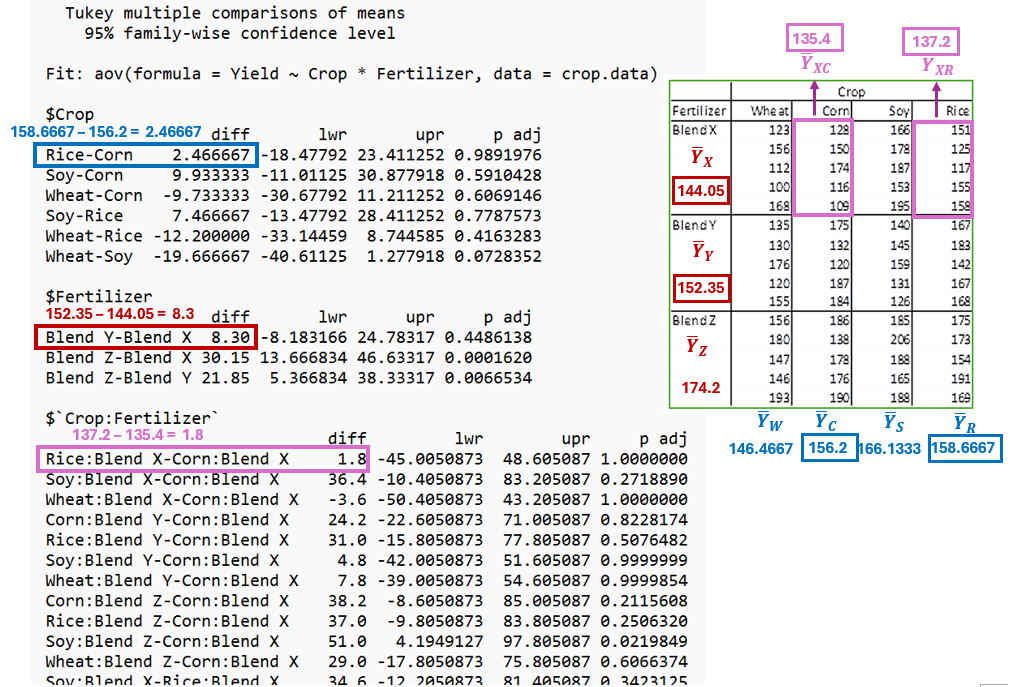 Tukey multiple comparisons of means
95% family-wise confidence level
Fit: aov(formula = Yield ~ Crop * Fertilizer, data = crop.data)
$Crop
158.6667 – 156.2 = 2.46667
diff lwr upr p adj
Rice-Corn 2.466667 -18.47792 23.411252 0.9891976
Soy-Corn 9.933333 -11.01125 30.877918 0.5910428
Wheat-Corn -9.733333 -30.67792 11.211252 0.6069146
Soy-Rice 7.466667 -13.47792 28.411252 0.7787573
Wheat-Rice -12.200000 -33.14459 8.744585 0.4163283
Wheat-Soy -19.666667 -40.61125 1.277918 0.0728352
$Fertilizer
152.35 – 144.05 = 8.3
diff lwr upr p adj
Blend Y-Blend X 8.30 -8.183166 24.78317 0.4486138
Blend Z-Blend X 30.15 13.666834 46.63317 0.0001620
Blend Z-Blend Y 21.85 5.366834 38.33317 0.0066534
$`Crop:Fertilizer`
137.2 – 135.4 = 1.8
diff lwr upr p adj
Rice:Blend X-Corn:Blend X 1.8 -45.0050873 48.605087 1.0000000
Soy:Blend X-Corn:Blend X 36.4 -10.4050873 83.205087 0.2718890
Wheat:Blend X-Corn:Blend X -3.6 -50.4050873 43.205087 1.0000000
Corn:Blend Y-Corn:Blend X 24.2 -22.6050873 71.005087 0.8228174
Rice:Blend Y-Corn:Blend X 31.0 -15.8050873 77.805087 0.5076482
Soy:Blend Y-Corn:Blend X 4.8 -42.0050873 51.605087 0.9999999
Wheat:Blend Y-Corn:Blend X 7.8 -39.0050873 54.605087 0.9999854
Corn:Blend Z-Corn:Blend X 38.2 -8.6050873 85.005087 0.2115608
Rice:Blend Z-Corn:Blend X 37.0 -9.8050873 83.805087 0.2506320
Soy:Blend Z-Corn:Blend X 51.0 4.1949127 97.805087 0.0219849
Wheat:Blend Z-Corn:Blend X 29.0 -17.8050873 75.805087 0.6066374
Soy:Blend X-Rice:Blend X 34.6 -12.2050873 81.405087 0.3423125
135.4 137.2
Y̅XC Y̅XR
Crop
Fertilizer Wheat Corn Soy Rice
Blend X 123 128 166 151
156 150 178 125
Y̅X
112 174 187 117
144.05 100 116 153 155
168 109 195 158
Blend Y 135 175 140 167
130 132 145 183
Y̅Y
176 120 159 142
152.35 120 187 131 167
155 184 126 168
Blend Z 156 186 185 175
180 138 206 173
Y̅Z
147 178 188 154
174.2 146 176 165 191
193 190 188 169
Y̅W Y̅C Y̅S Y̅R
146.4667 156.2 166.1333 158.6667